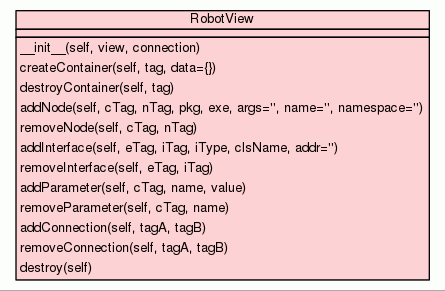 RobotView
__init__(self, view, connection)
createContainer(self, tag, data={})
destroyContainer(self, tag)
addNode(self, cTag, nTag, pkg, exe, args='', name='', namespace='')
removeNode(self, cTag, nTag)
addInterface(self, eTag, iTag, iType, clsName, addr='')
removeInterface(self, eTag, iTag)
addParameter(self, cTag, name, value)
removeParameter(self, cTag, name)
addConnection(self, tagA, tagB)
removeConnection(self, tagA, tagB)
destroy(self)